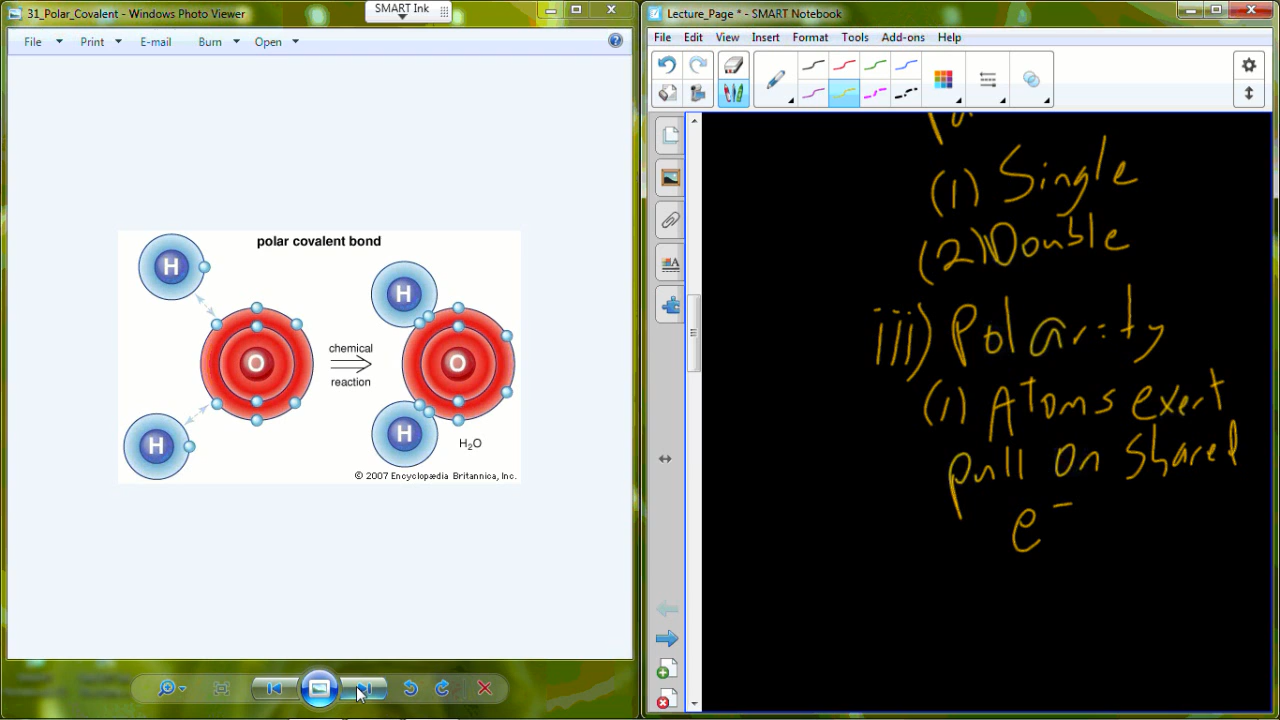 31_Polar_Covalent - Windows Photo Viewer
SMART Ink
File Print E-mail Burn Open
polar covalent bond
H
H
O
O
H
H
chemical
reaction
H₂O
© 2007 Encyclopædia Britannica, Inc.
Lecture_Page * - SMART Notebook
File Edit View Insert Format Tools Add-ons Help
(1) Single
(2) Double
iii) Polarity
(1) Atoms exert
pull on shared
e⁻